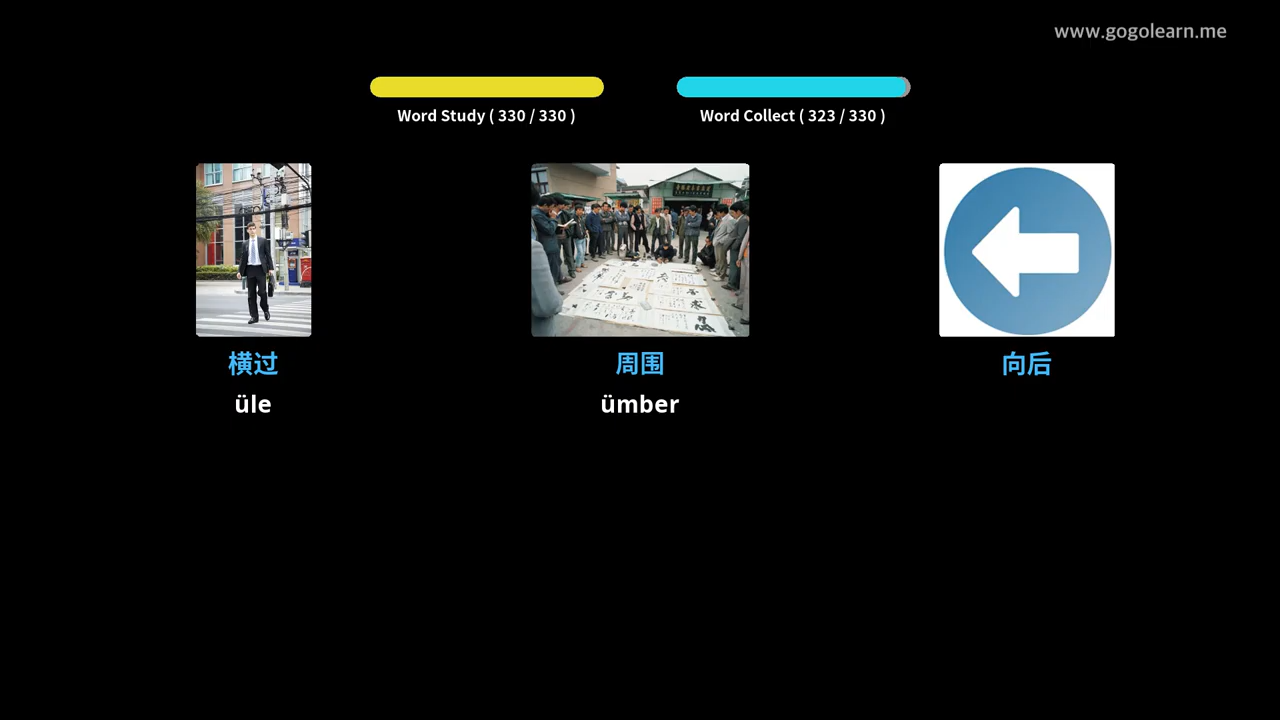 www.gogolearn.me
Word Study ( 330 / 330 )
Word Collect ( 323 / 330 )
横过
周围
向后
üle
ümber